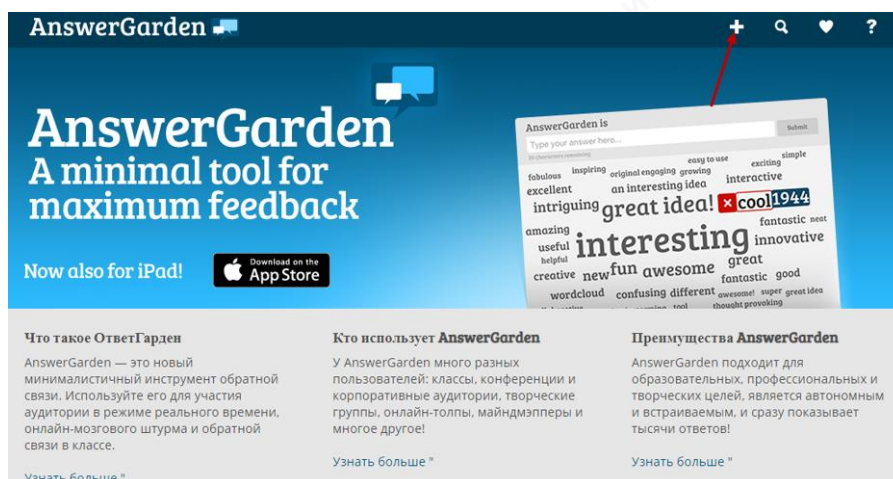 AnswerGarden
?
AnswerGarden
A minimal tool for
maximum feedback
Now also for iPad!
Download on the
App Store
AnswerGarden is
Type your answer here...
Submit
20 characters remaining
fabulous inspiring original engaging growing easy to use exciting simple
excellent an interesting idea interactive
intriguing great idea! cool 1944
amazing fantastic neat
useful interesting innovative
helpful
creative new fun awesome great
fantastic good
wordcloud confusing different awesome! super great idea
tool thought provoking
Что такое ОтветГарден
AnswerGarden — это новый
минималистичный инструмент обратной
связи. Используйте его для участия
аудитории в режиме реального времени,
онлайн-мозгового штурма и обратной
связи в классе.
Узнать больше "
Кто использует AnswerGarden
У AnswerGarden много разных
пользователей: классы, конференции и
корпоративные аудитории, творческие
группы, онлайн-толпы, майндмэпперы и
многое другое!
Узнать больше "
Преимущества AnswerGarden
AnswerGarden подходит для
образовательных, профессиональных и
творческих целей, является автономным
и встраиваемым, и сразу показывает
тысячи ответов!
Узнать больше "